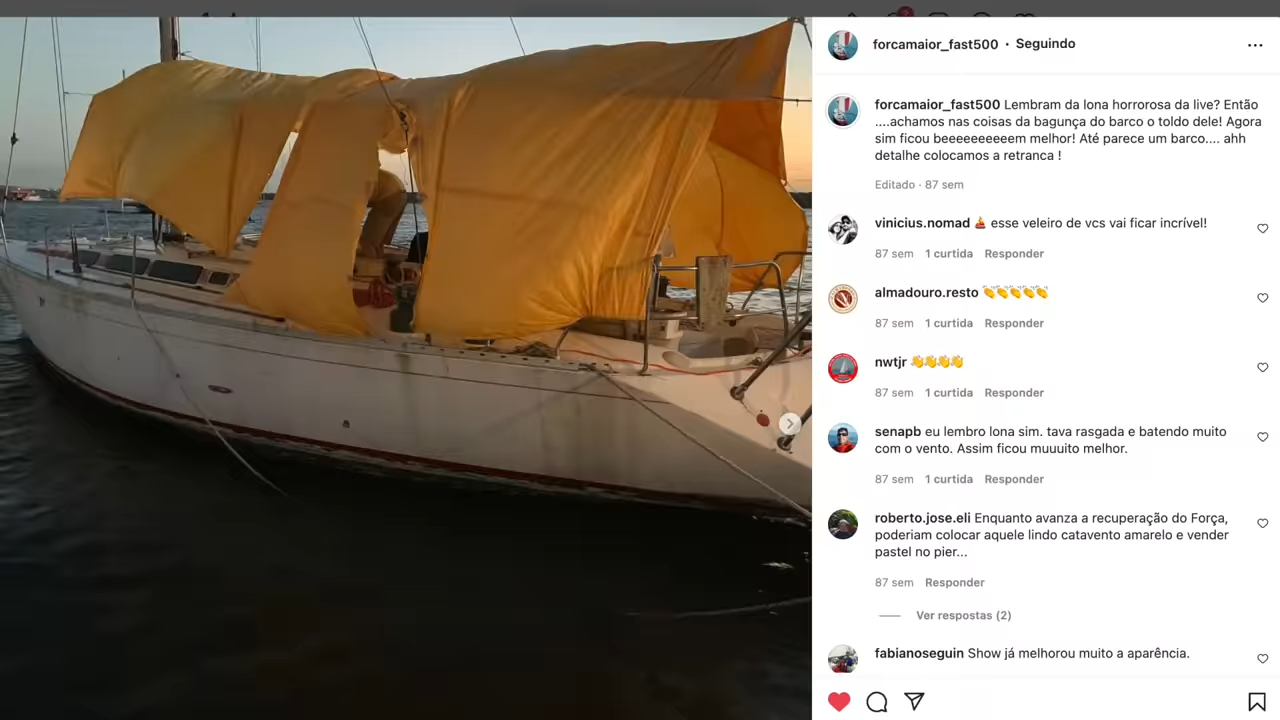 forcamaior_fast500 · Seguindo
forcamaior_fast500 Lembram da lona horrorosa da live? Então
....achamos nas coisas da bagunça do barco o toldo dele! Agora
sim ficou beeeeeeeeeem melhor! Até parece um barco.... ahh
detalhe colocamos a retranca !
Editado · 87 sem
vinicius.nomad ⛵ esse veleiro de vcs vai ficar incrível!
87 sem 1 curtida Responder
almadouro.resto 👏👏👏👏👏
87 sem 1 curtida Responder
nwtjr 👏👏👏👏
87 sem 1 curtida Responder
senapb eu lembro lona sim. tava rasgada e batendo muito
com o vento. Assim ficou muuuito melhor.
87 sem 1 curtida Responder
roberto.jose.eli Enquanto avanza a recuperação do Força,
poderiam colocar aquele lindo catavento amarelo e vender
pastel no pier...
87 sem Responder
Ver respostas (2)
fabianoseguin Show já melhorou muito a aparência.